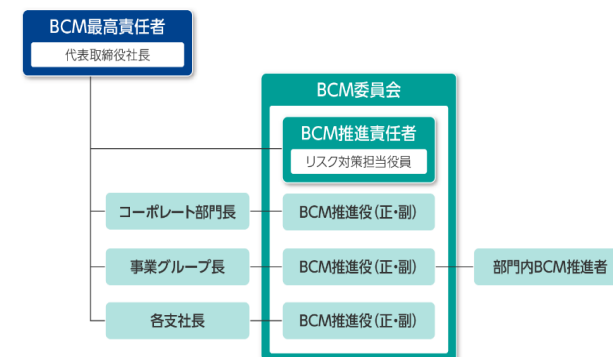 BCM最高責任者
代表取締役社長
BCM委員会
BCM推進責任者
リスク対策担当役員
コーポレート部門長
BCM推進役（正・副）
事業グループ長
BCM推進役（正・副）
部門内BCM推進者
各支社長
BCM推進役（正・副）